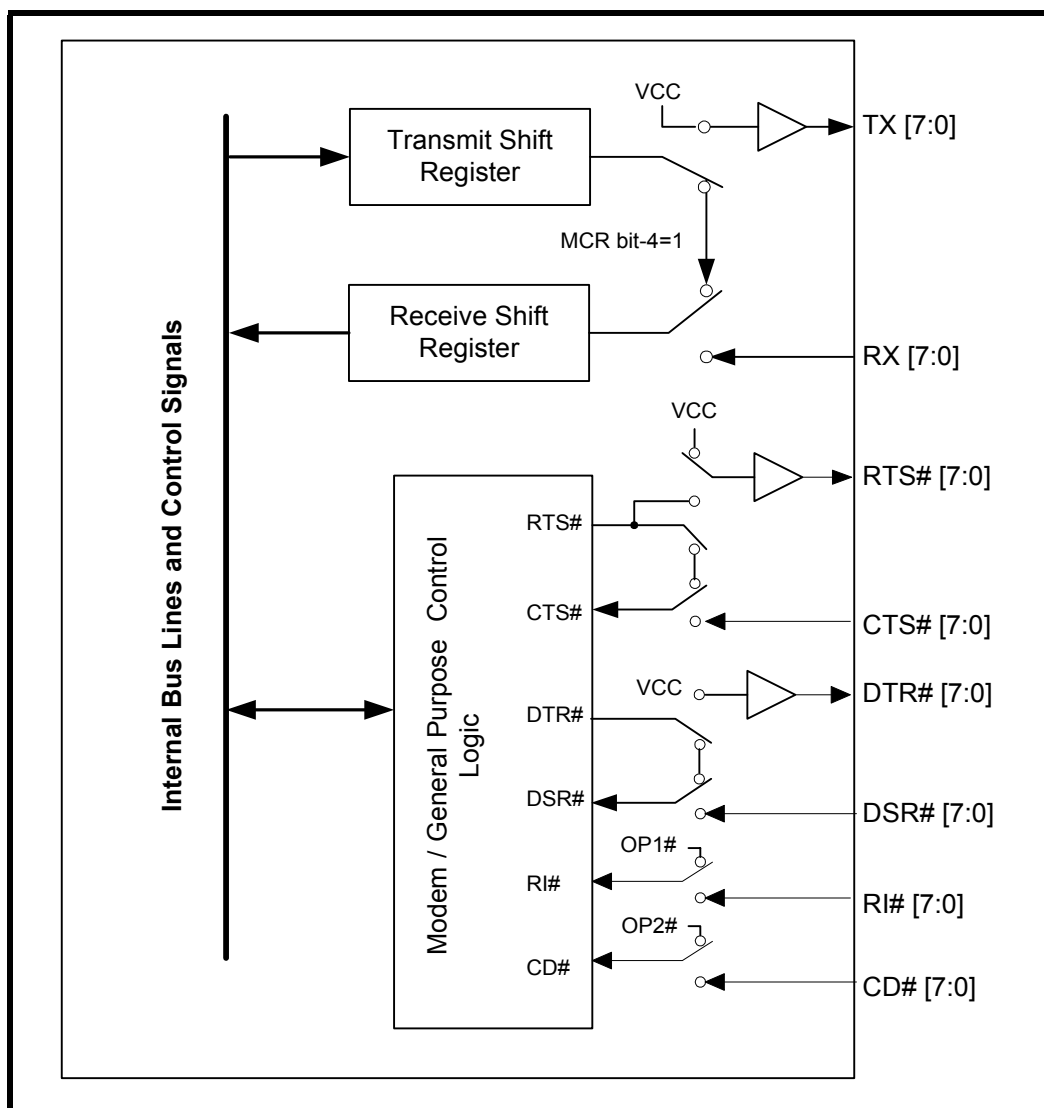 VCC
TX [7:0]
Transmit Shift
Register
MCR bit-4=1
Receive Shift
Register
RX [7:0]
VCC
RTS# [7:0]
RTS#
CTS#
CTS# [7:0]
VCC
DTR# [7:0]
DTR#
DSR#
DSR# [7:0]
OP1#
RI#
RI# [7:0]
OP2#
CD#
CD# [7:0]
Internal Bus Lines and Control Signals
Modem / General Purpose Control
Logic